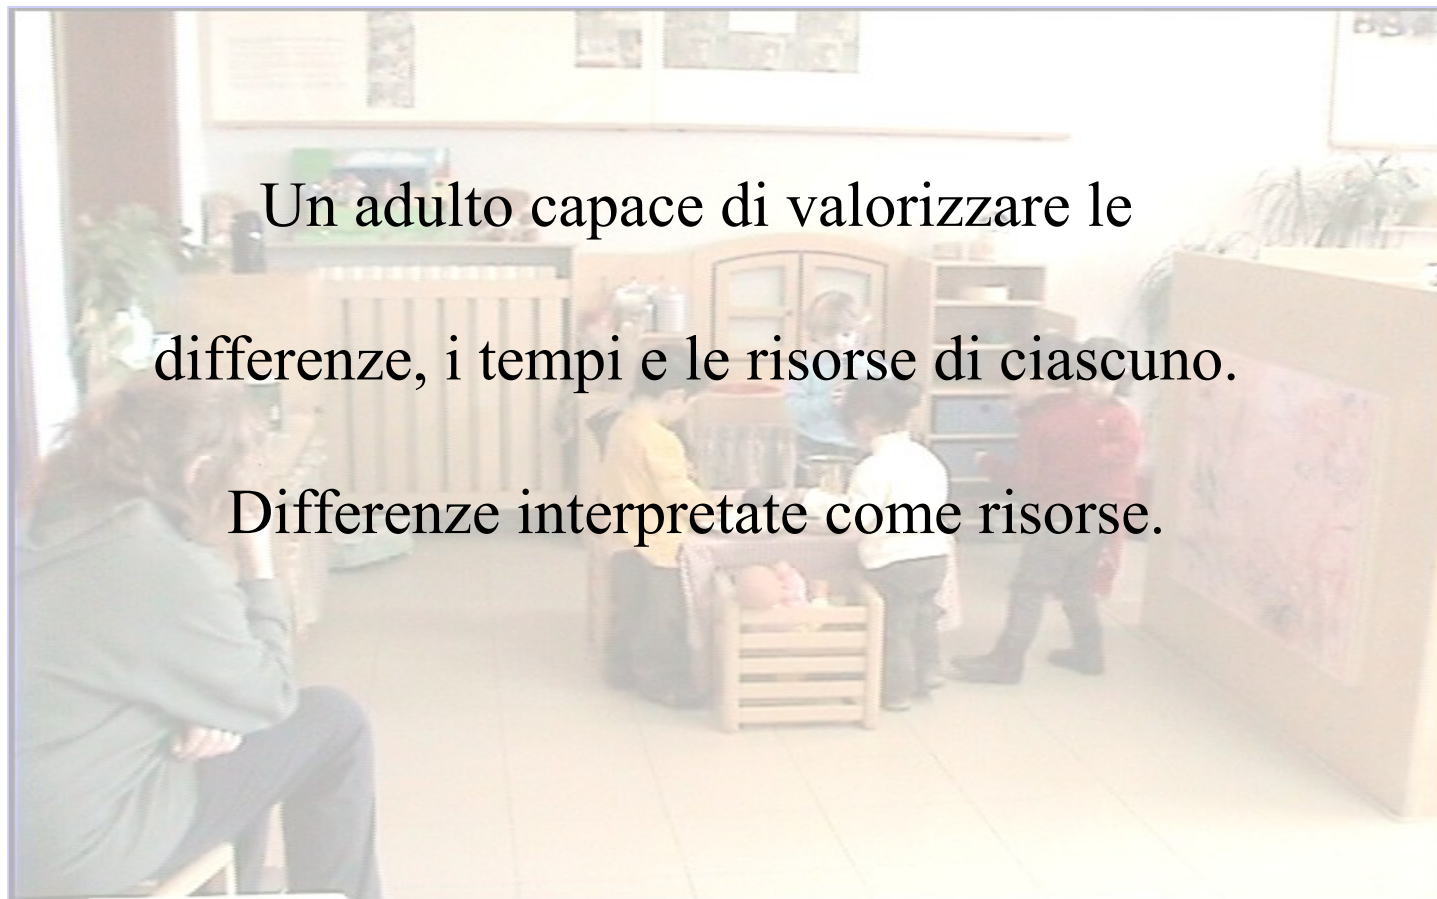 Un adulto capace di valorizzare le
differenze, i tempi e le risorse di ciascuno.
Differenze interpretate come risorse.